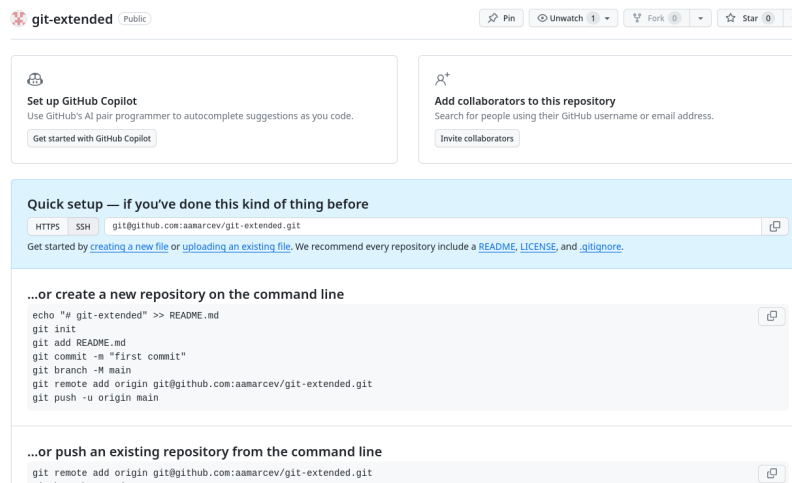 git-extended Public
Pin Unwatch 1 Fork 0 Star 0
Set up GitHub Copilot
Use GitHub's AI pair programmer to autocomplete suggestions as you code.
Get started with GitHub Copilot
Add collaborators to this repository
Search for people using their GitHub username or email address.
Invite collaborators
Quick setup — if you've done this kind of thing before
HTTPS SSH git@github.com:aamarcev/git-extended.git
Get started by creating a new file or uploading an existing file. We recommend every repository include a README, LICENSE, and .gitignore.
...or create a new repository on the command line
echo "# git-extended" >> README.md
git init
git add README.md
git commit -m "first commit"
git branch -M main
git remote add origin git@github.com:aamarcev/git-extended.git
git push -u origin main
...or push an existing repository from the command line
git remote add origin git@github.com:aamarcev/git-extended.git